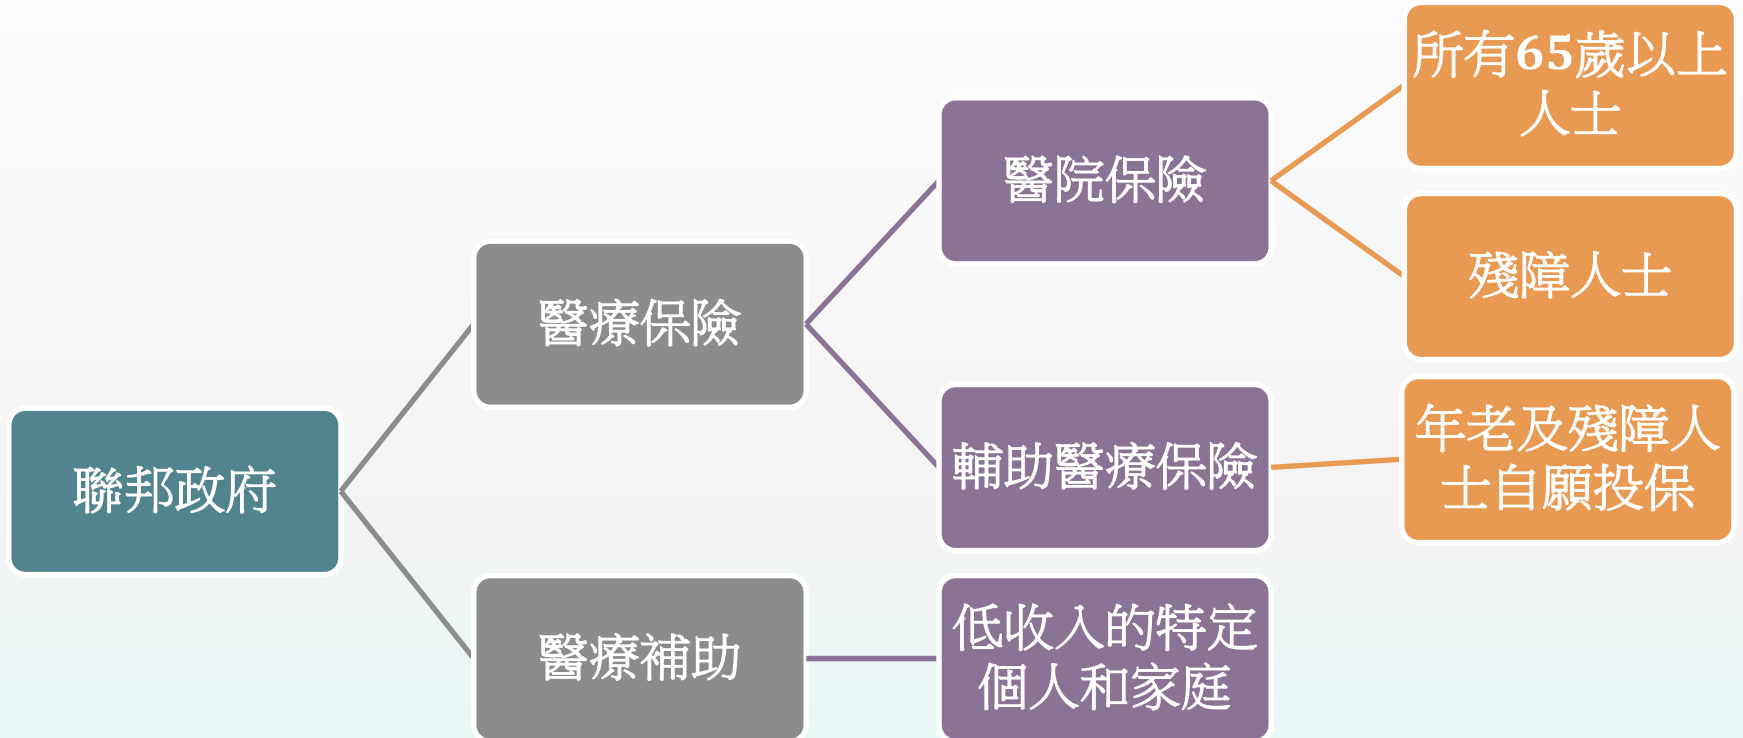 所有65歲以上
人士
醫院保險
殘障人士
醫療保險
年老及殘障人
士自願投保
輔助醫療保險
聯邦政府
低收入的特定
個人和家庭
醫療補助